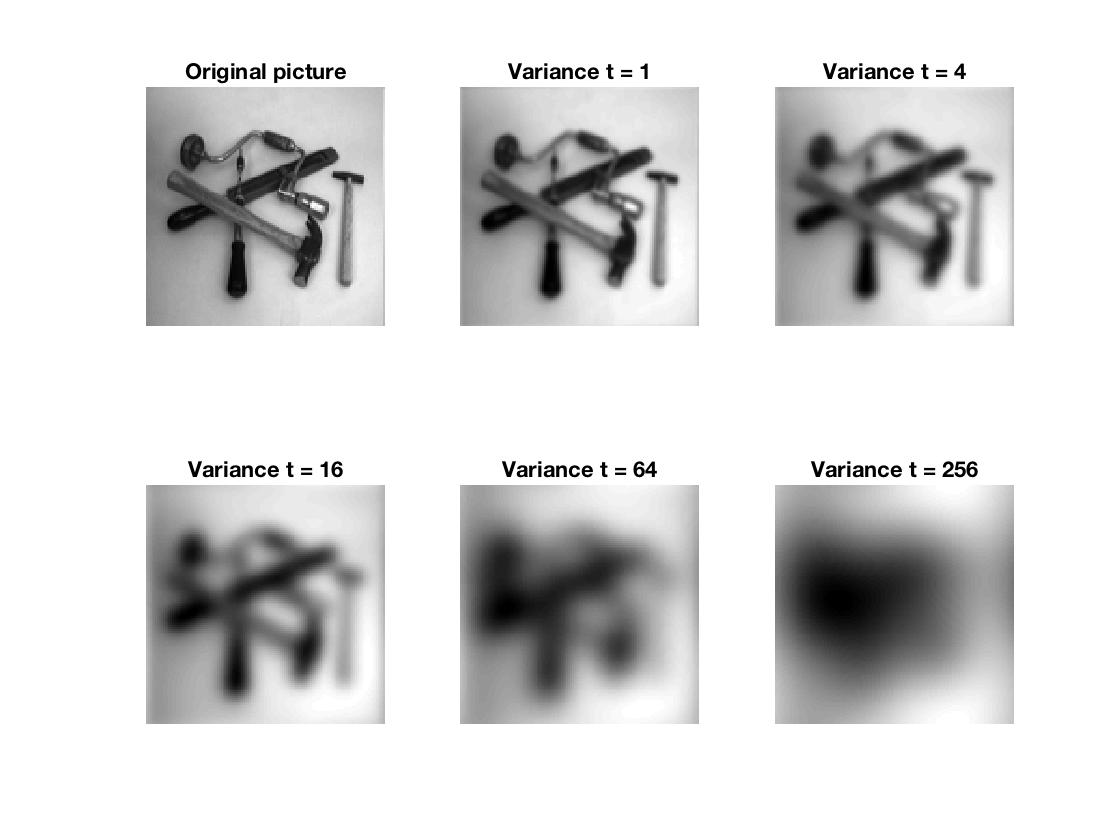 Original picture
Variance t = 1
Variance t = 4
Variance t = 16
Variance t = 64
Variance t = 256